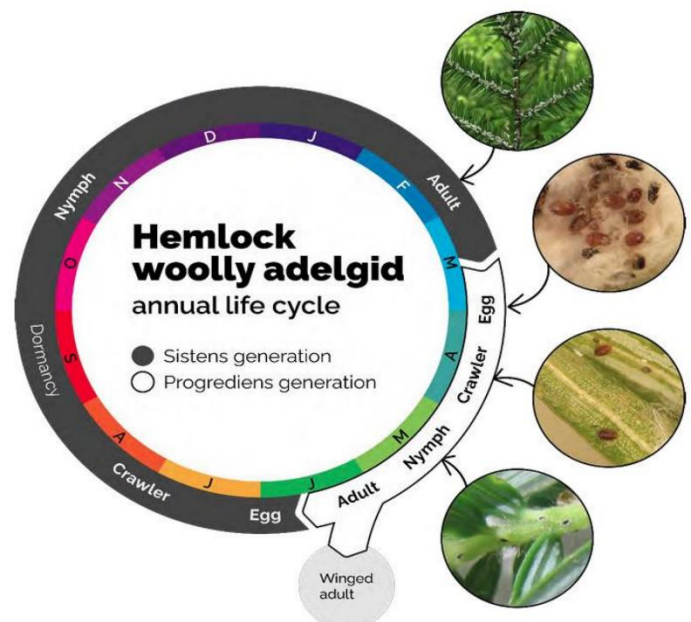 Hemlock
woolly adelgid
annual life cycle
Sistens generation
Progrediens generation
J
F
M
A
M
J
J
A
S
O
N
D
Adult
Egg
Crawler
Nymph
Adult
Winged
adult
Egg
Crawler
Dormancy
Nymph